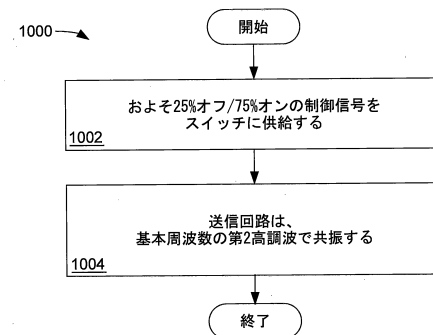 1000
開始
およそ25%オフ/75%オンの制御信号を
スイッチに供給する
1002
送信回路は、
基本周波数の第2高調波で共振する
1004
終了